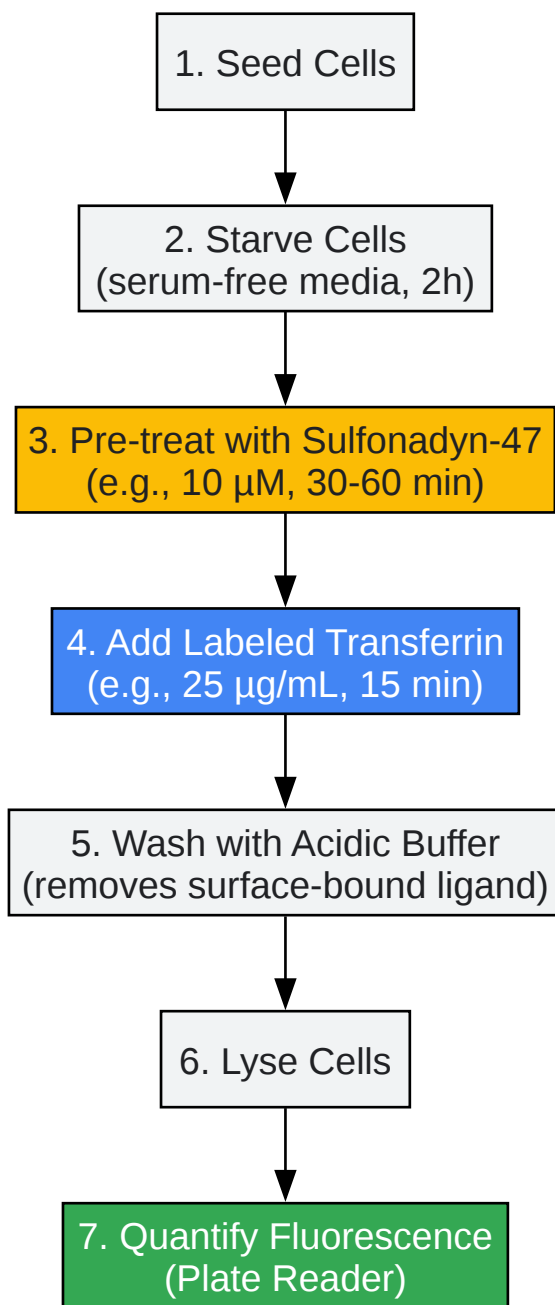 1. Seed Cells
2. Starve Cells
(serum-free media, 2h)
3. Pre-treat with Sulfonadyn-47
(e.g., 10 µM, 30-60 min)
4. Add Labeled Transferrin
(e.g., 25 µg/mL, 15 min)
5. Wash with Acidic Buffer
(removes surface-bound ligand)
6. Lyse Cells
7. Quantify Fluorescence
(Plate Reader)